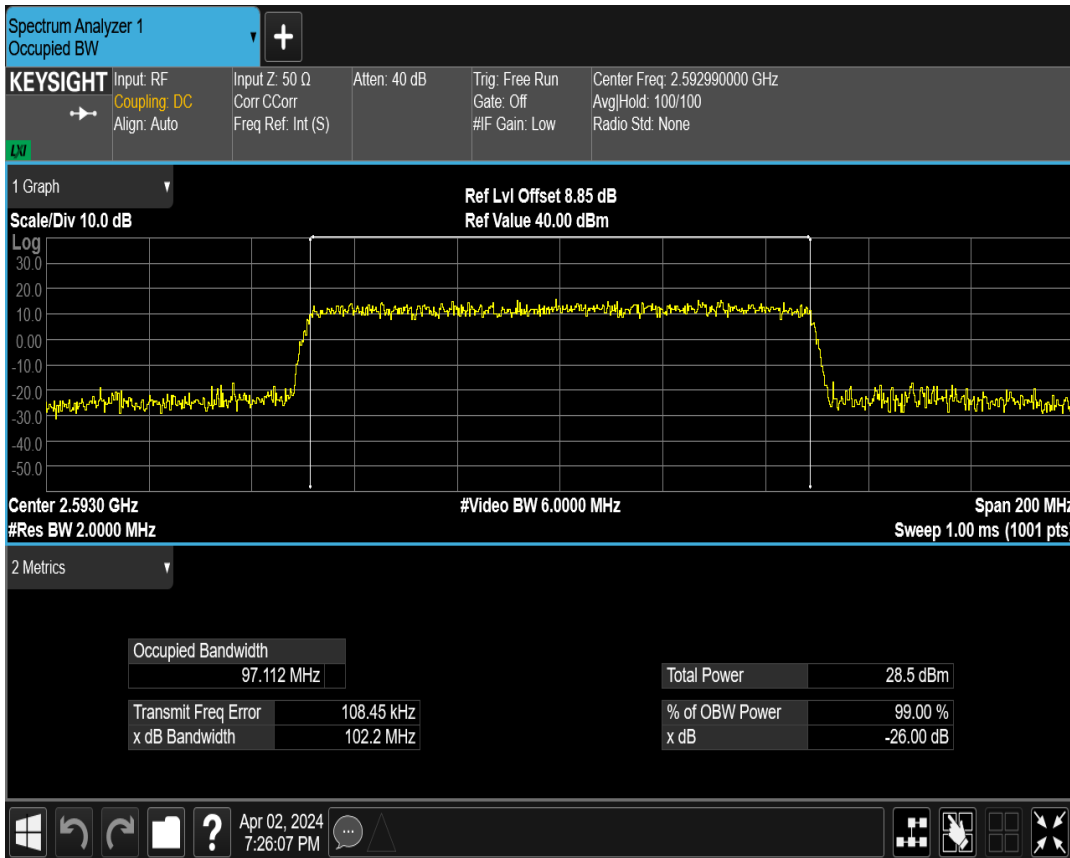 Spectrum Analyzer 1
Occupied BW
KEYSIGHT
LXI
Input: RF
Coupling: DC
Align: Auto
Input Z: 50 Ω
Corr CCorr
Freq Ref: Int (S)
Atten: 40 dB
Trig: Free Run
Gate: Off
#IF Gain: Low
Center Freq: 2.592990000 GHz
Avg|Hold: 100/100
Radio Std: None
1 Graph
Scale/Div 10.0 dB
Ref Lvl Offset 8.85 dB
Ref Value 40.00 dBm
Log
30.0
20.0
10.0
0.00
-10.0
-20.0
-30.0
-40.0
-50.0
Center 2.5930 GHz
#Res BW 2.0000 MHz
#Video BW 6.0000 MHz
Span 200 MHz
Sweep 1.00 ms (1001 pts)
2 Metrics
Occupied Bandwidth
97.112 MHz
Transmit Freq Error 108.45 kHz
x dB Bandwidth 102.2 MHz
Total Power 28.5 dBm
% of OBW Power 99.00 %
x dB -26.00 dB
Apr 02, 2024
7:26:07 PM